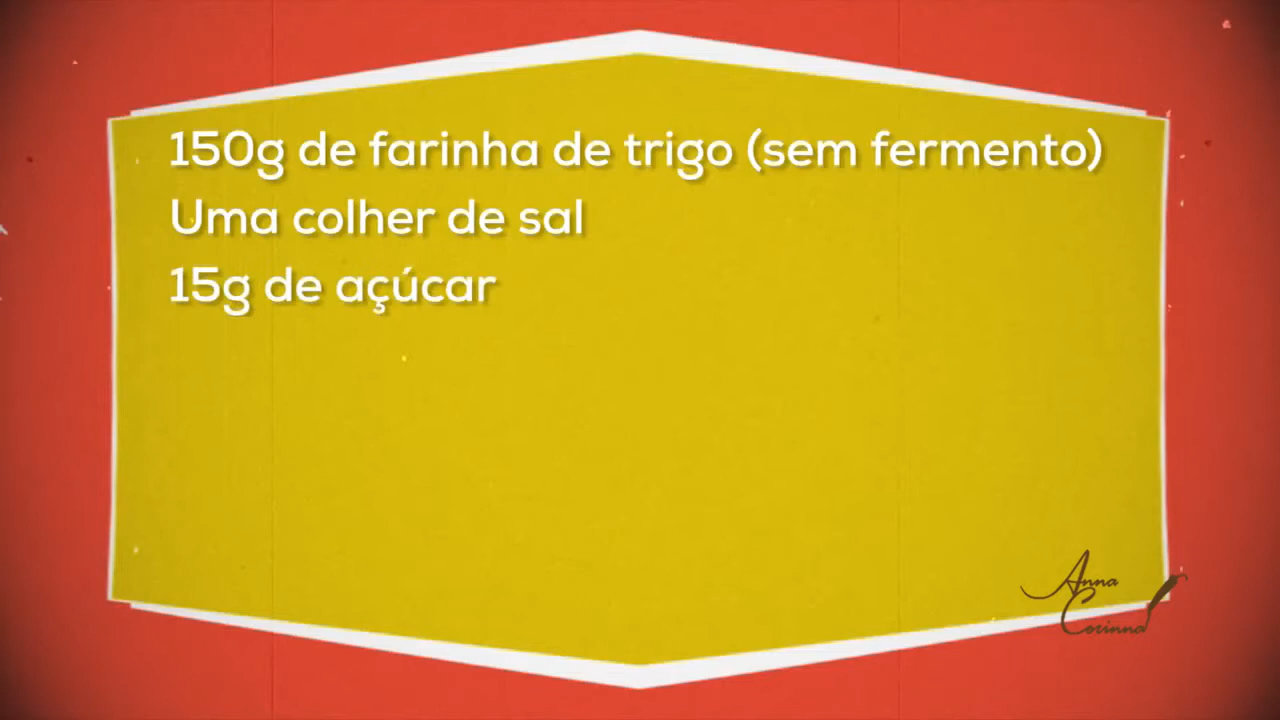 150g de farinha de trigo (sem fermento)
Uma colher de sal
15g de açúcar
Anna
Corinna